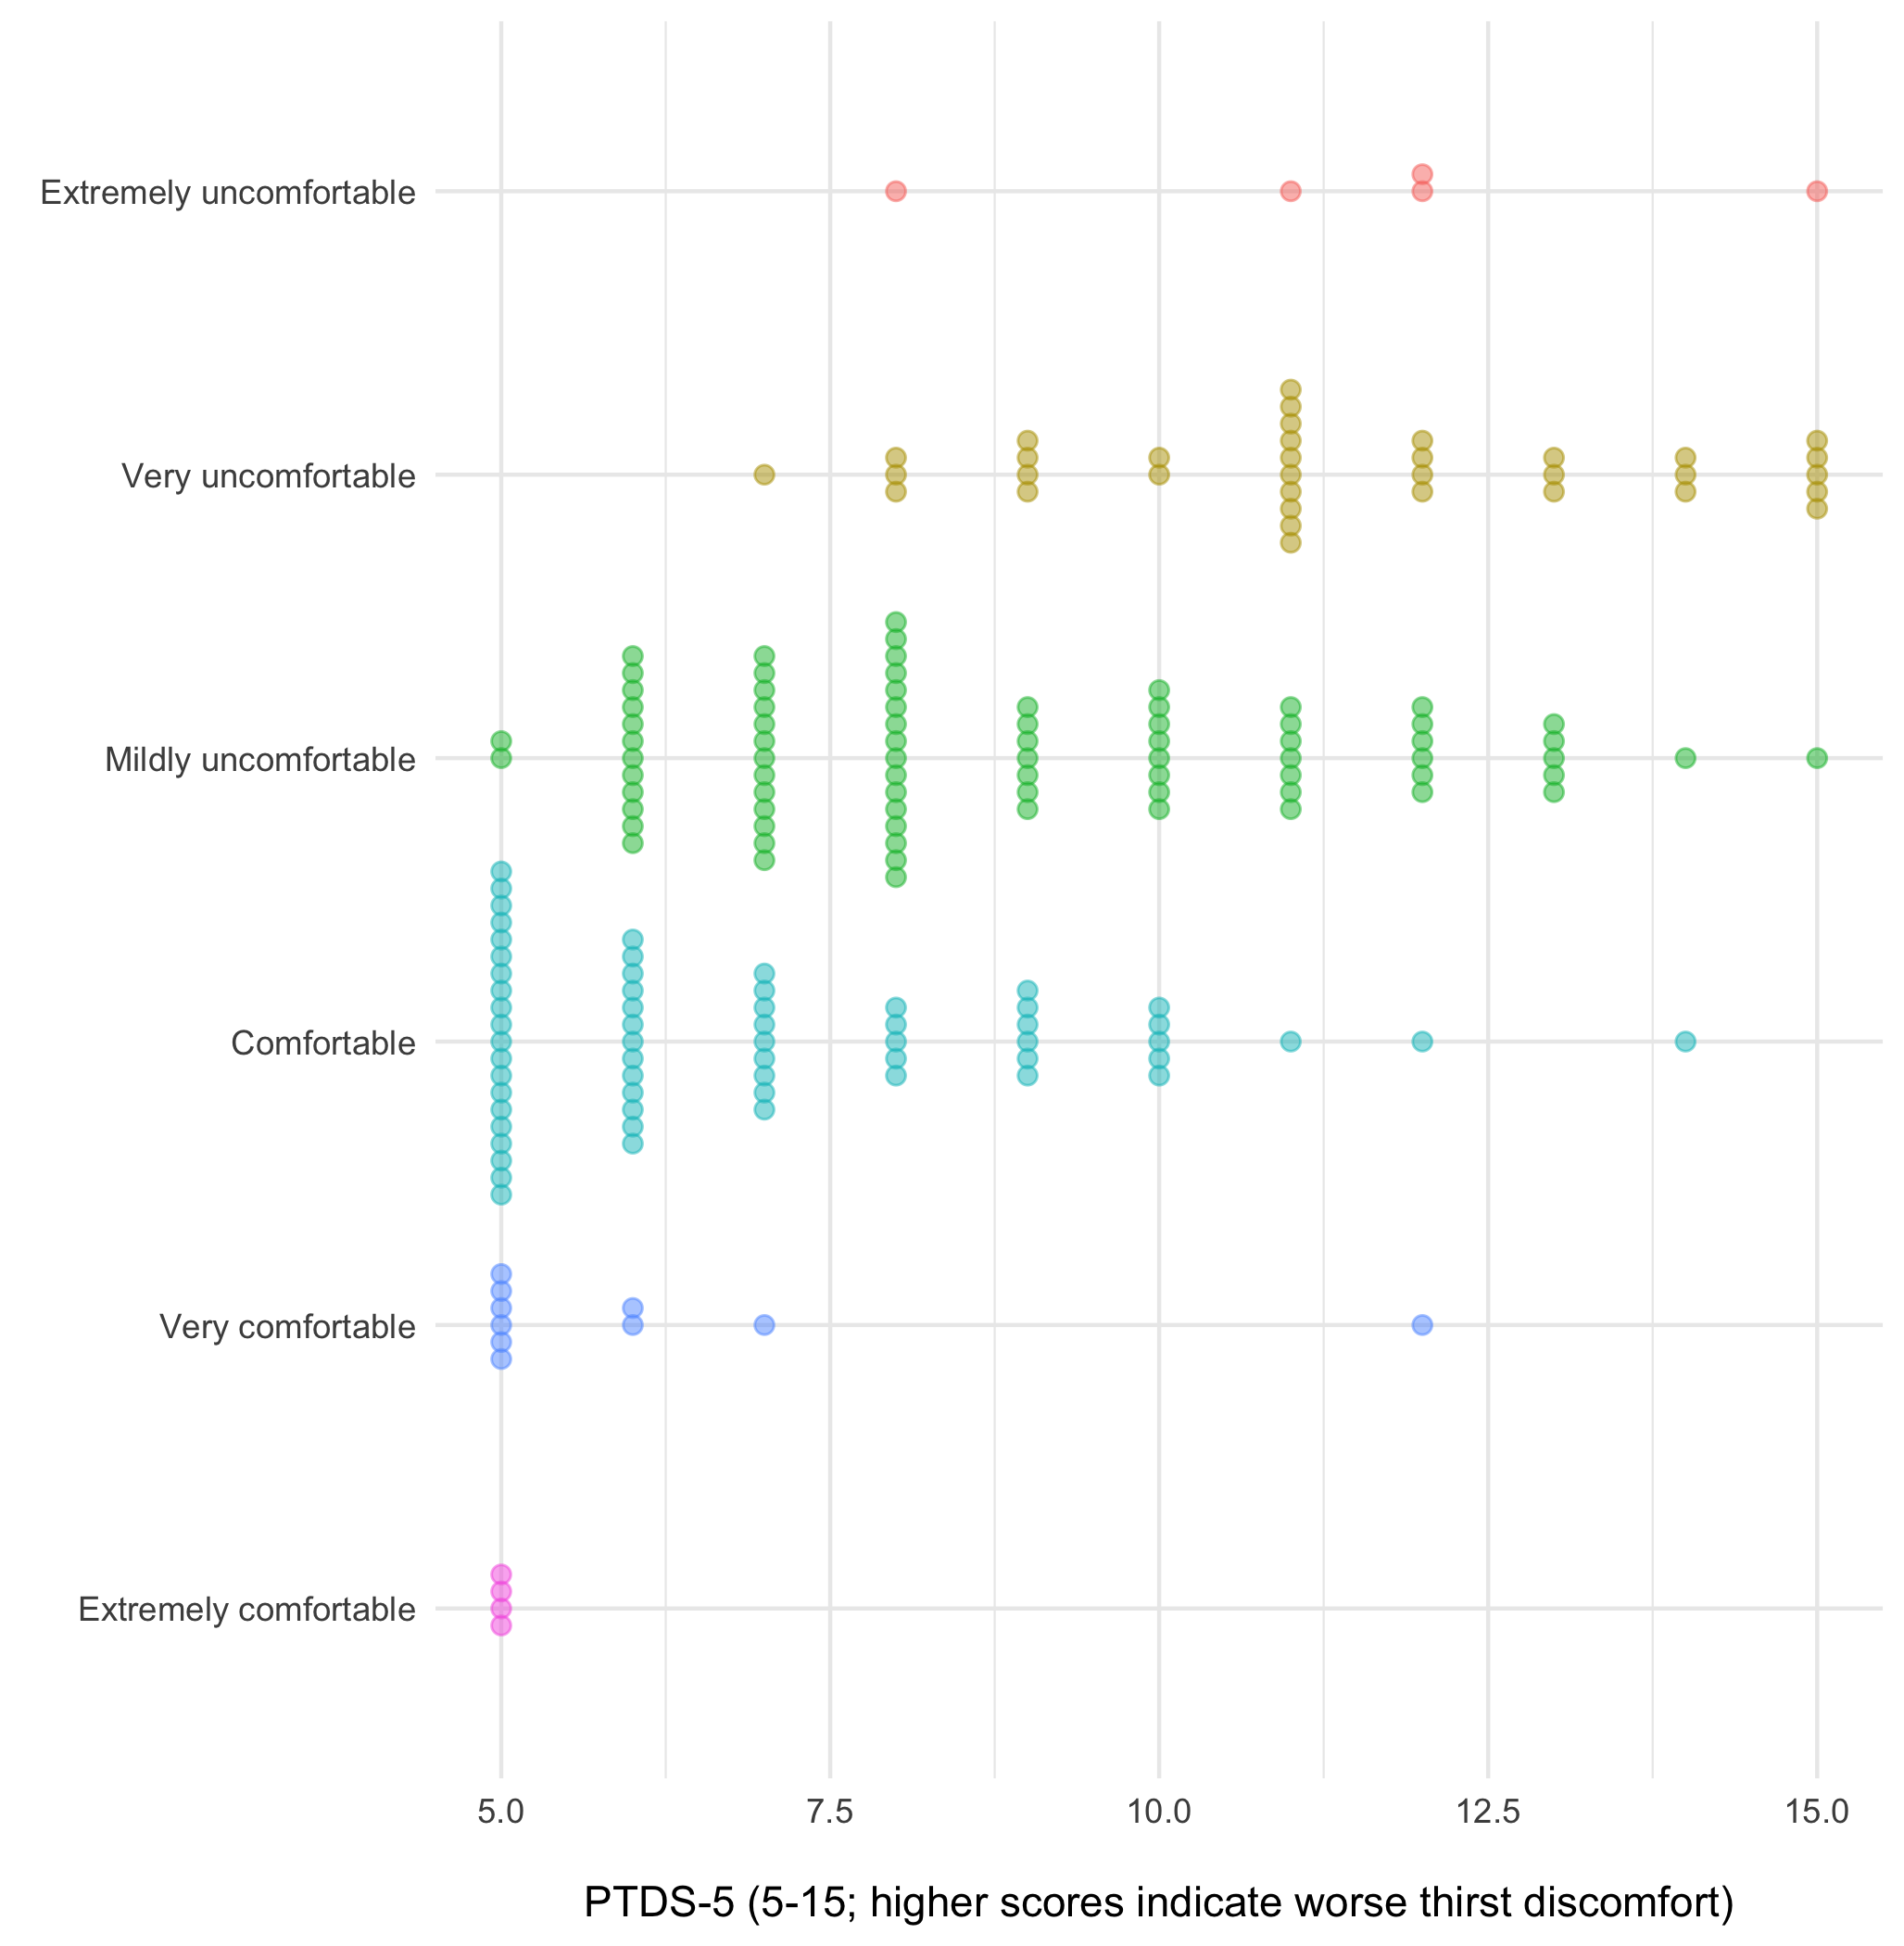 Extremely uncomfortable
Very uncomfortable
Mildly uncomfortable
Comfortable
Very comfortable
Extremely comfortable
5.0 7.5 10.0 12.5 15.0
PTDS-5 (5-15; higher scores indicate worse thirst discomfort)